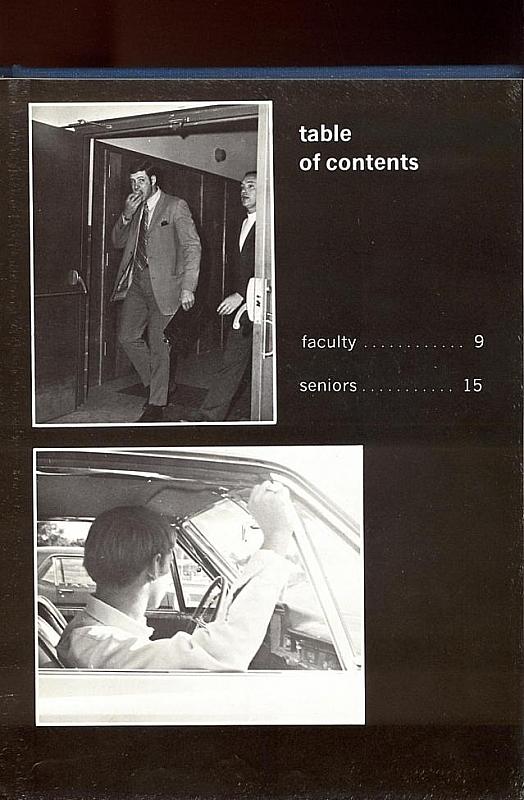 table
of contents
faculty . . . . . . . . . . . . 9
seniors . . . . . . . . . . . 15